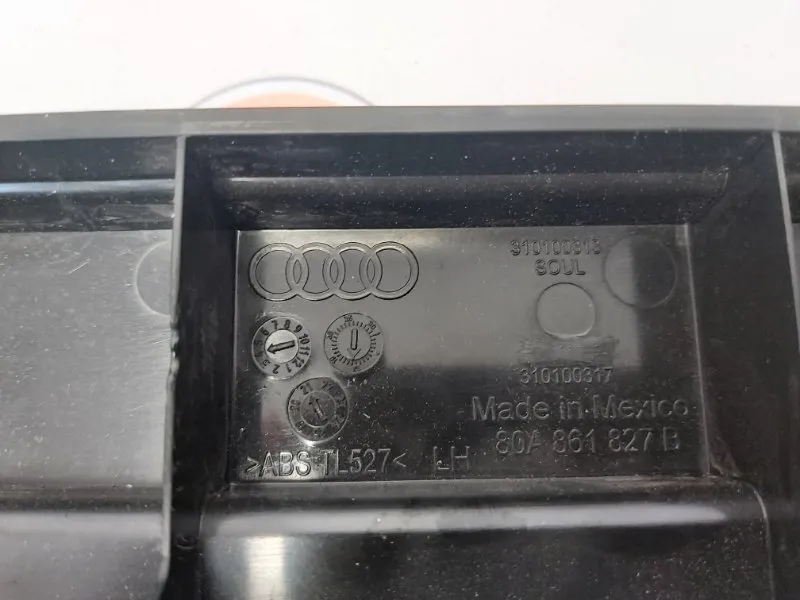 310100313
SOUL
310100317
Made in Mexico
80A 861 827 B
>ABS TL527< LH